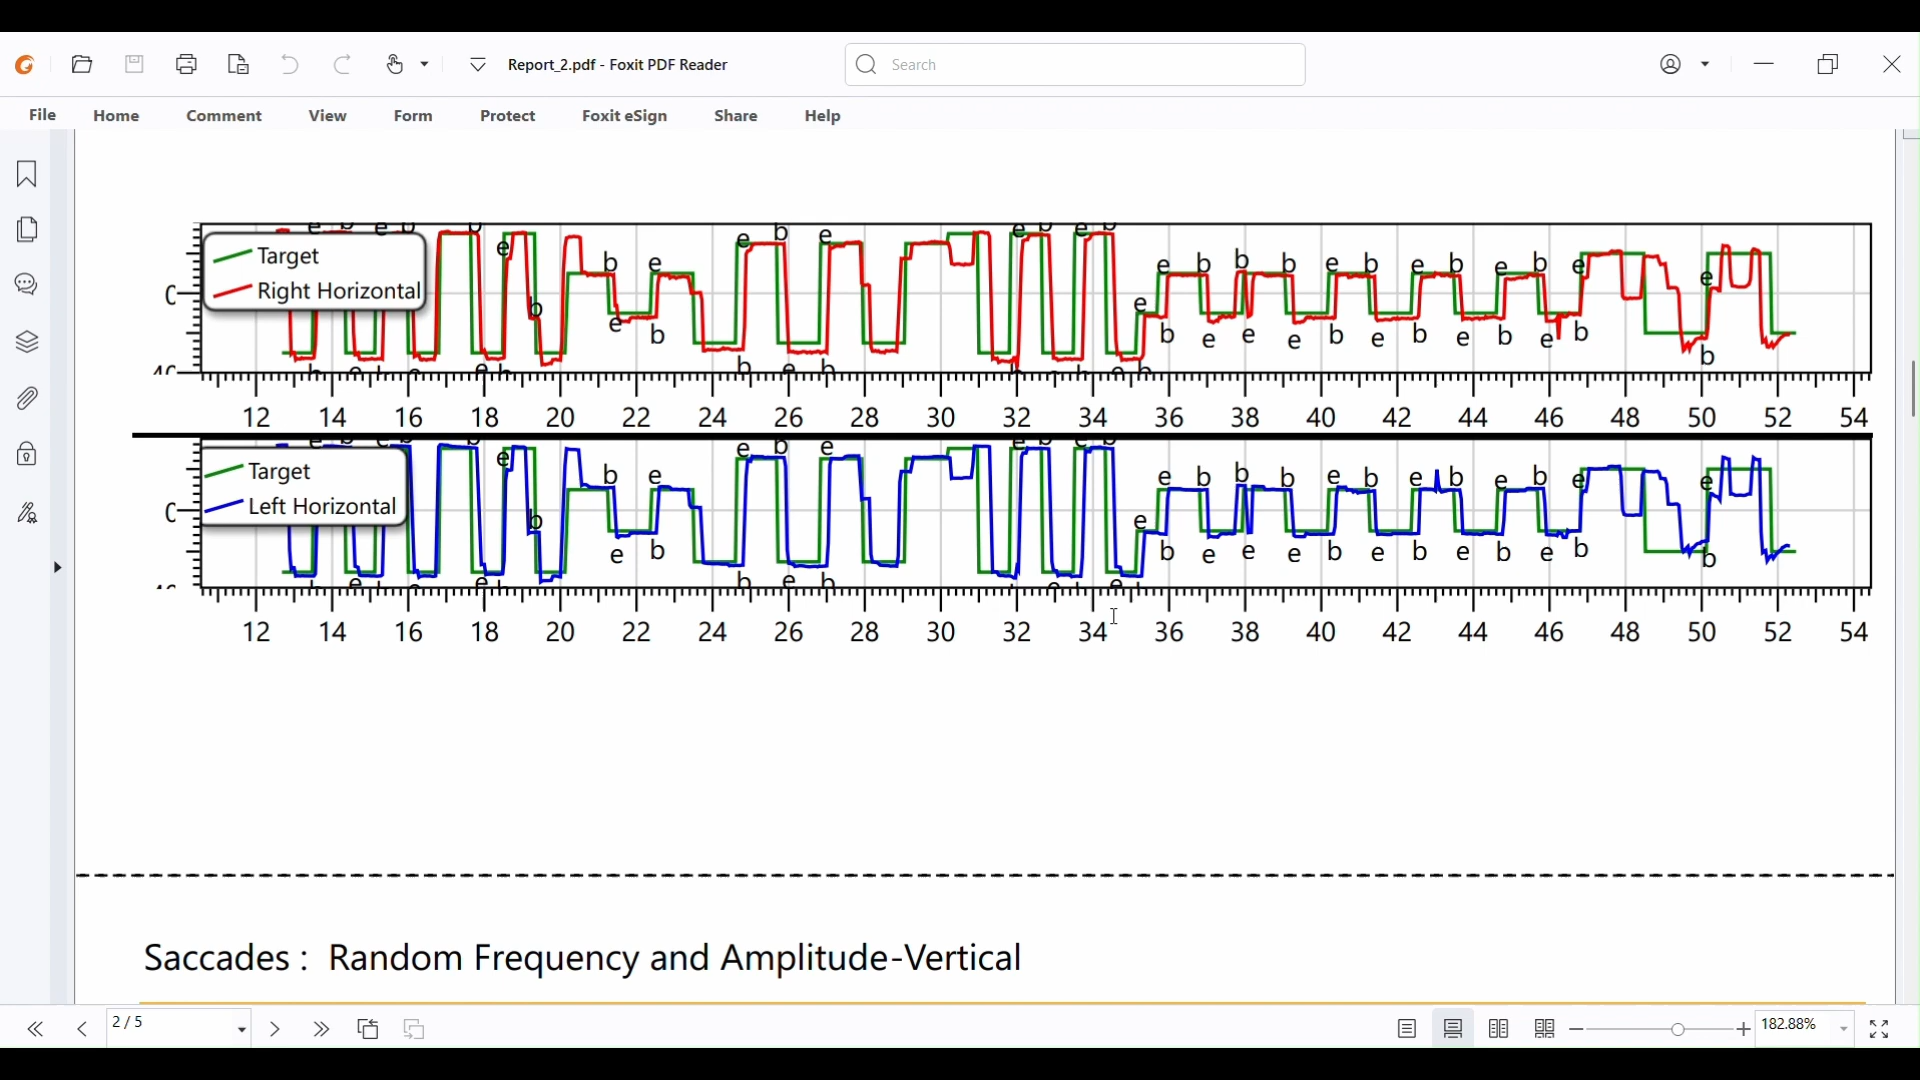 Report_2.pdf - Foxit PDF Reader
Search
File Home Comment View Form Protect Foxit eSign Share Help
Target
Right Horizontal
e b e b e b e b e b e b e b e b e b
e b e b b e e b e b e b e b b
12 14 16 18 20 22 24 26 28 30 32 34 36 38 40 42 44 46 48 50 52 54
Target
Left Horizontal
e b e b e b e b e b e b e b e b e b
e b e b b e e b e b e b e b b
12 14 16 18 20 22 24 26 28 30 32 34 36 38 40 42 44 46 48 50 52 54
Saccades : Random Frequency and Amplitude-Vertical
2 / 5
182.88%